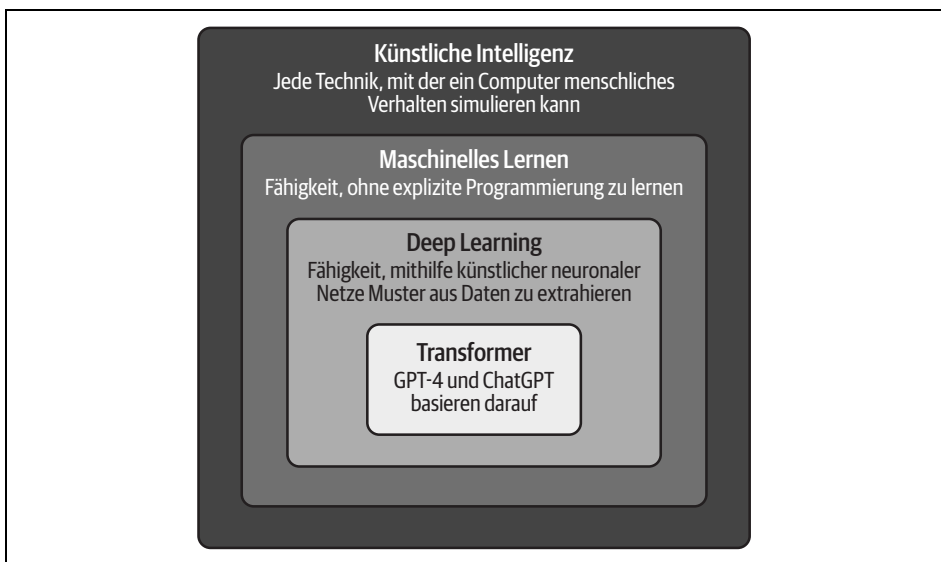 Künstliche Intelligenz
Jede Technik, mit der ein Computer menschliches
Verhalten simulieren kann
Maschinelles Lernen
Fähigkeit, ohne explizite Programmierung zu lernen
Deep Learning
Fähigkeit, mithilfe künstlicher neuronaler
Netze Muster aus Daten zu extrahieren
Transformer
GPT-4 und ChatGPT
basieren darauf